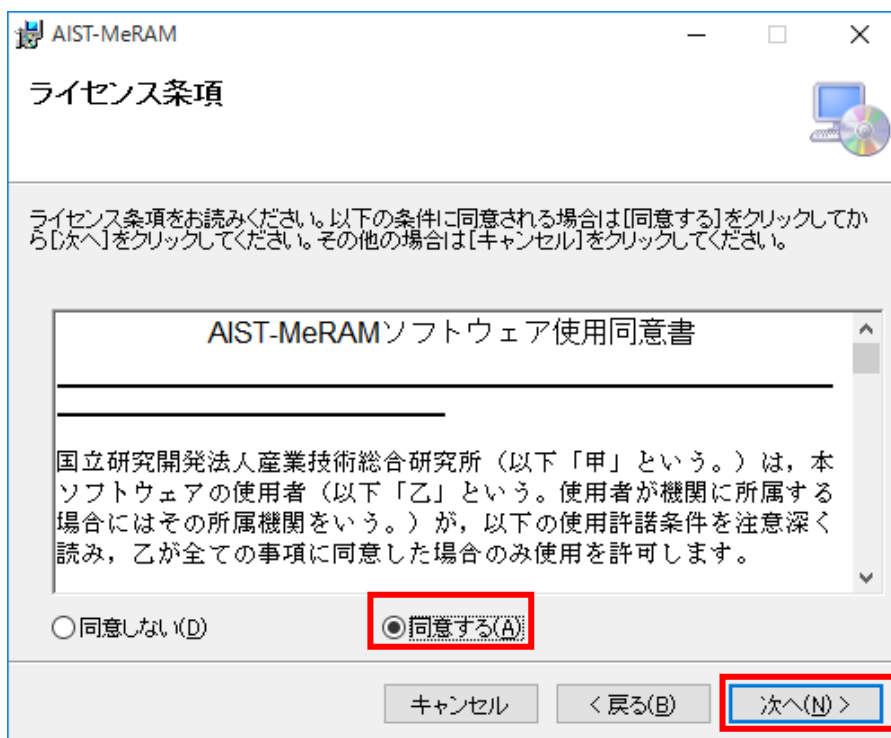 AIST-MeRAM
ライセンス条項
ライセンス条項をお読みください。以下の条件に同意される場合は[同意する]をクリックしてか
ら[次へ]をクリックしてください。その他の場合は[キャンセル]をクリックしてください。
AIST-MeRAMソフトウェア使用同意書
国立研究開発法人産業技術総合研究所（以下「甲」という。）は，本
ソフトウェアの使用者（以下「乙」という。使用者が機関に所属する
場合にはその所属機関をいう。）が，以下の使用許諾条件を注意深く
読み，乙が全ての事項に同意した場合のみ使用を許可します。
同意しない(D) 同意する(A)
キャンセル < 戻る(B) 次へ(N) >